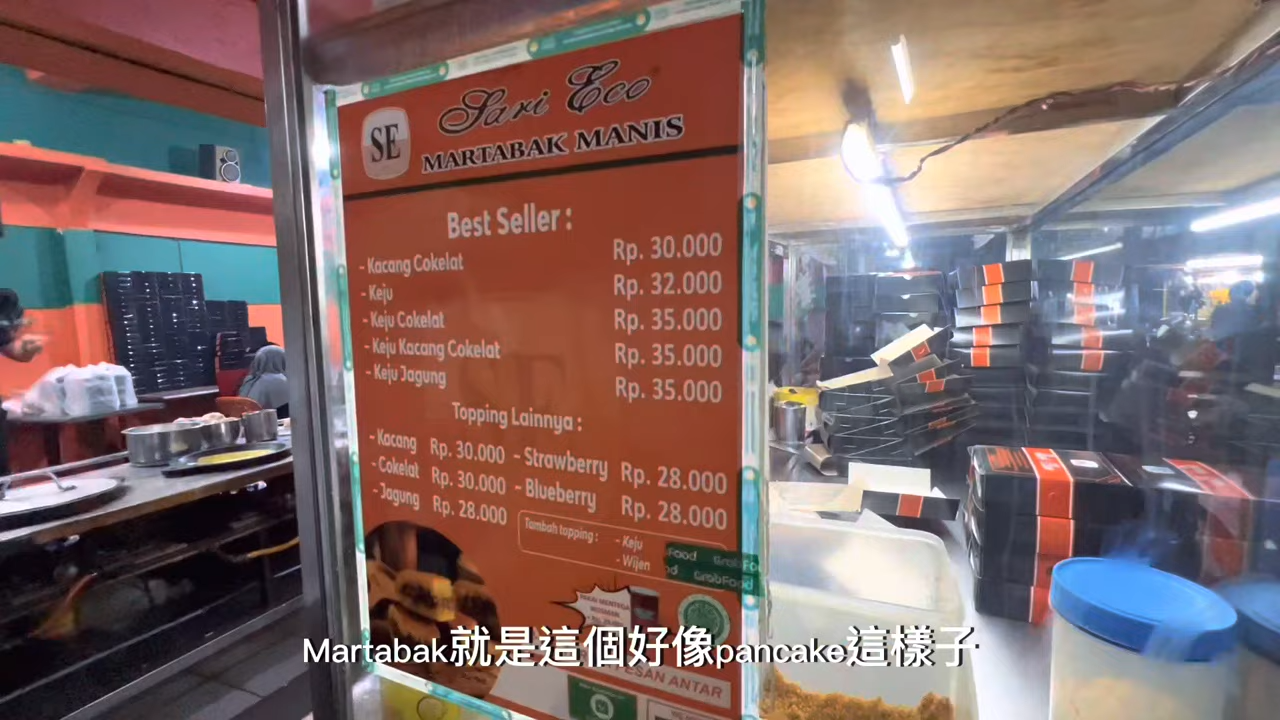 Sari Eco
SE
MARTABAK MANIS
Best Seller :
- Kacang Cokelat Rp. 30.000
- Keju Rp. 32.000
- Keju Cokelat Rp. 35.000
- Keju Kacang Cokelat Rp. 35.000
- Keju Jagung Rp. 35.000
Topping Lainnya :
- Kacang Rp. 30.000 - Strawberry Rp. 28.000
- Cokelat Rp. 30.000 - Blueberry Rp. 28.000
- Jagung Rp. 28.000
Tambah topping : - Keju
- Wijen
Food GrabFo
GrabFood
PESAN ANTAR
Martabak就是這個好像pancake這樣子